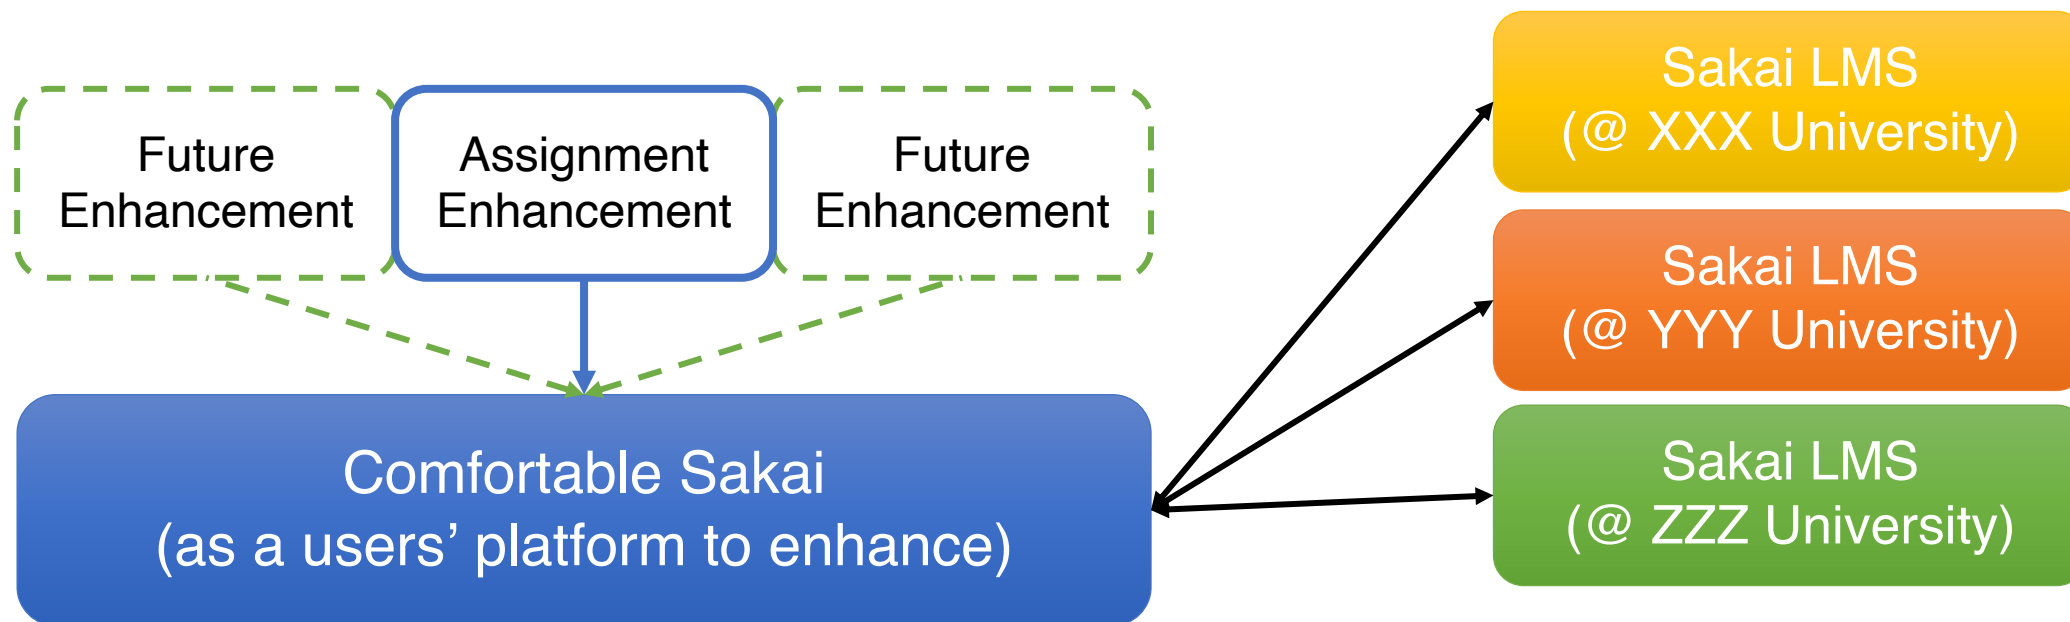 Future
Enhancement
Assignment
Enhancement
Future
Enhancement
Comfortable Sakai
(as a users’ platform to enhance)
Sakai LMS
(@ XXX University)
Sakai LMS
(@ YYY University)
Sakai LMS
(@ ZZZ University)